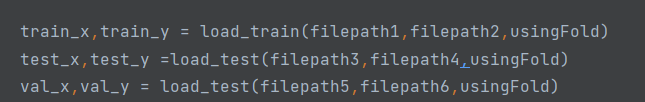 train_x,train_y = load_train(filepath1,filepath2,usingFold)
test_x,test_y =load_test(filepath3,filepath4,usingFold)
val_x,val_y = load_test(filepath5,filepath6,usingFold)